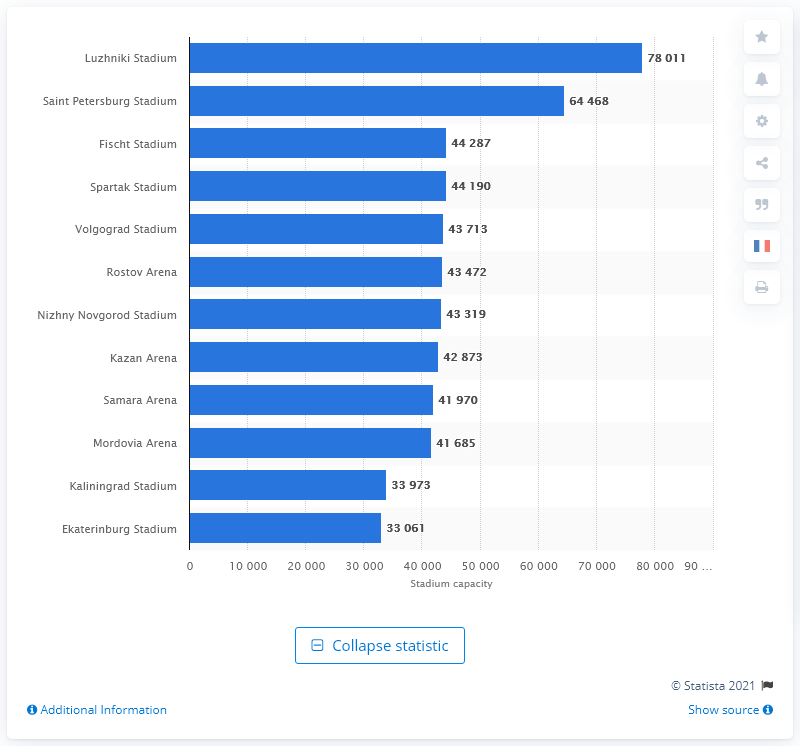 Luzhniki Stadium 78 011
Saint Petersburg Stadium 64 468
Fischt Stadium 44 287
Spartak Stadium 44 190
Volgograd Stadium 43 713
Rostov Arena 43 472
Nizhny Novgorod Stadium 43 319
Kazan Arena 42 873
Samara Arena 41 970
Mordovia Arena 41 685
Kaliningrad Stadium 33 973
Ekaterinburg Stadium 33 061
0 10 000 20 000 30 000 40 000 50 000 60 000 70 000 80 000 90 ...
Stadium capacity
Collapse statistic
© Statista 2021
Additional Information Show source